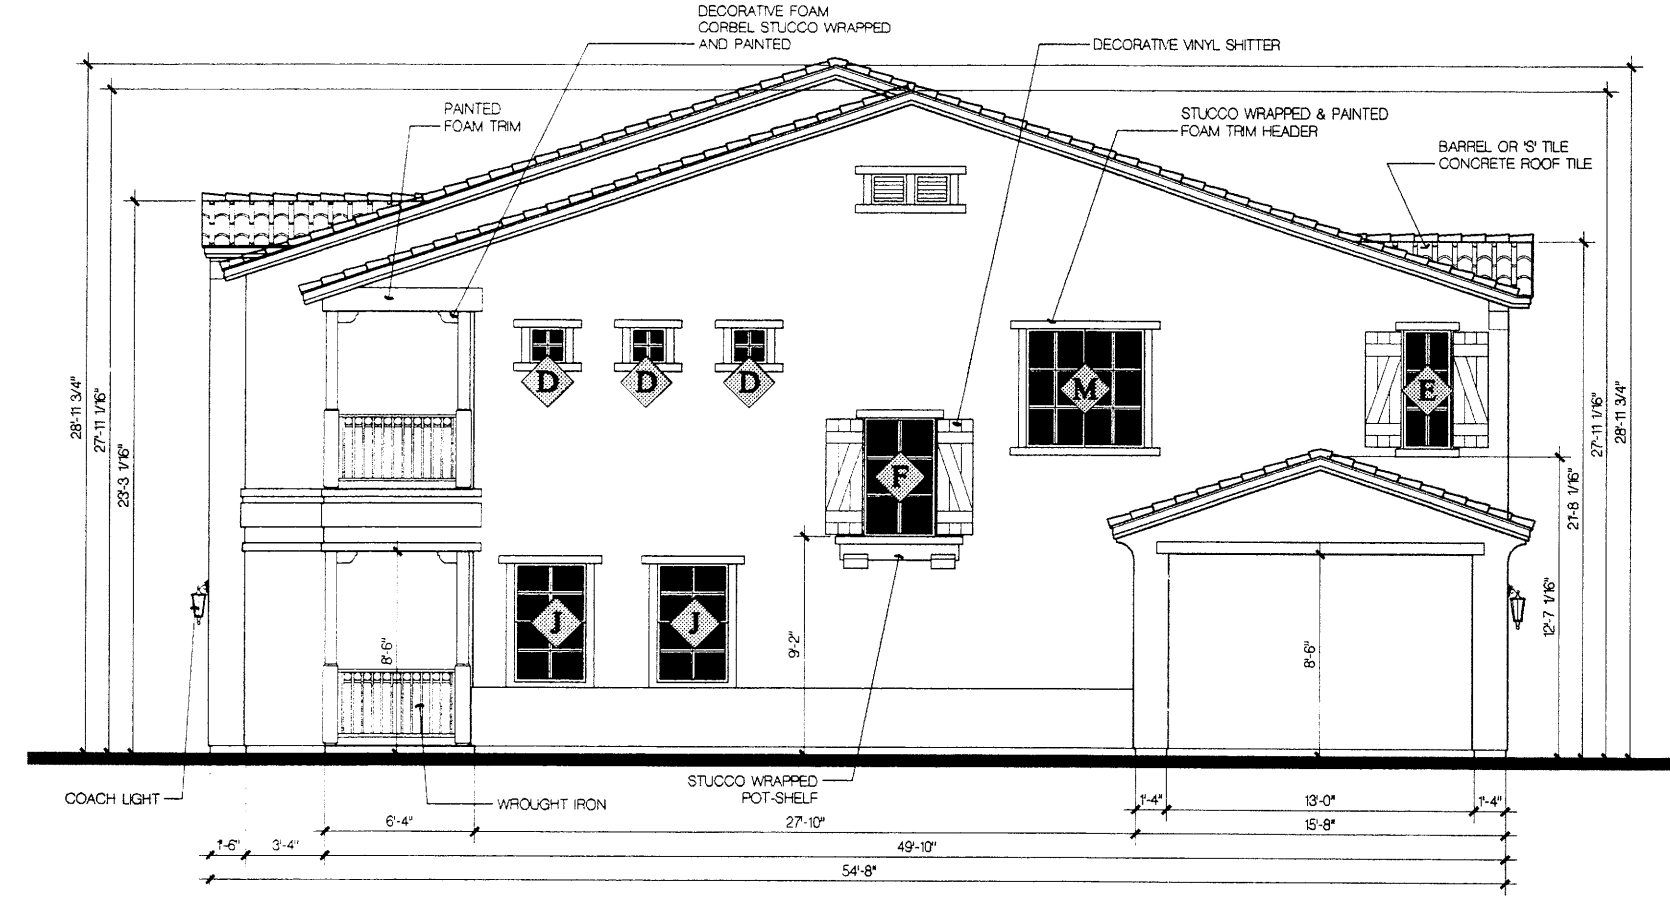 DECORATIVE FOAM
CORBEL STUCCO WRAPPED
AND PAINTED
DECORATIVE VINYL SHITTER
PAINTED
FOAM TRIM
STUCCO WRAPPED & PAINTED
FOAM TRIM HEADER
BARREL OR 'S' TILE
CONCRETE ROOF TILE
28'-11 3/4"
27'-11 1/16"
23'-3 1/16"
D
D
D
M
E
F
J
J
8'-6"
9'-2"
8'-6"
12'-7 1/16"
21'-8 1/16"
27'-11 1/16"
28'-11 3/4"
COACH LIGHT
WROUGHT IRON
STUCCO WRAPPED
POT-SHELF
1'-4"
13'-0"
1'-4"
6'-4"
27'-10"
15'-8"
1'-6"
3'-4"
49'-10"
54'-8"